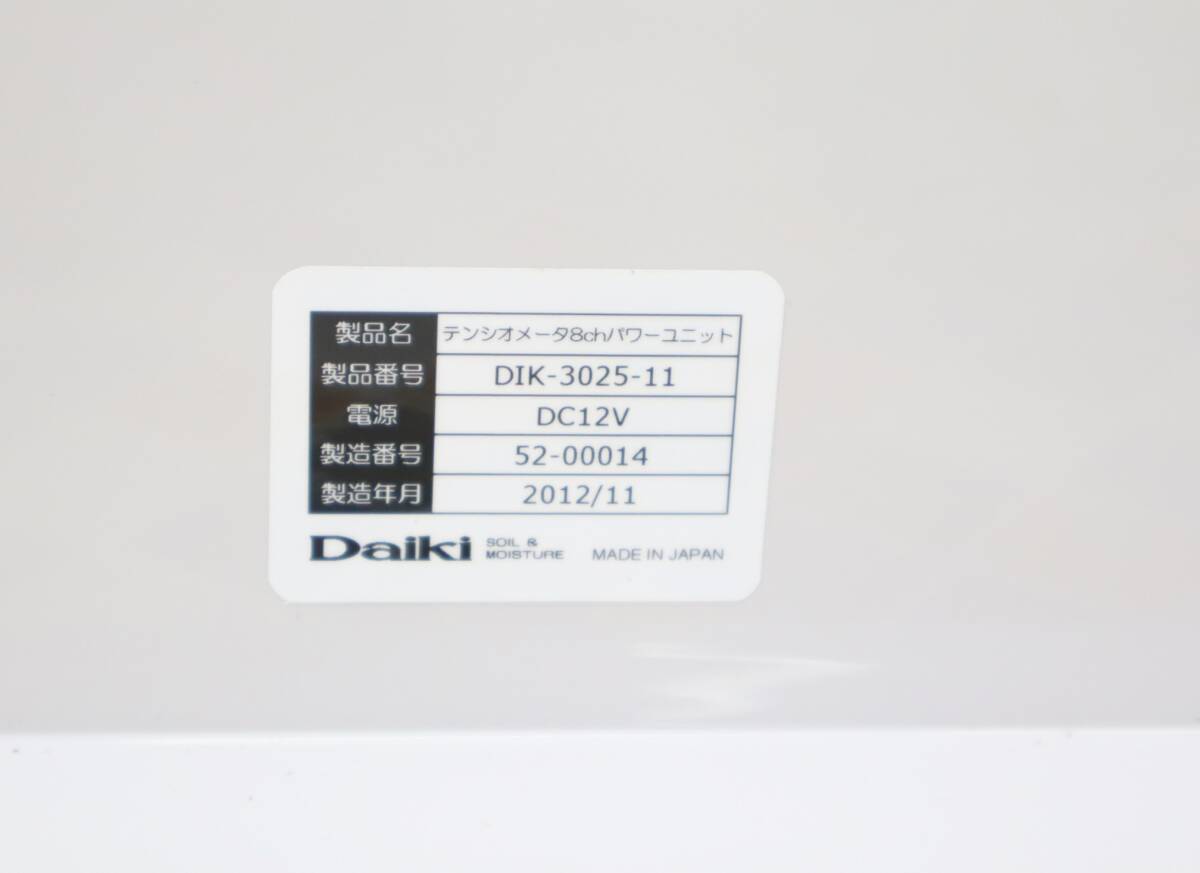 製品名 テンシオメータ8chパワーユニット
製品番号 DIK-3025-11
電源 DC12V
製造番号 52-00014
製造年月 2012/11
Daiki SOIL & MOISTURE MADE IN JAPAN